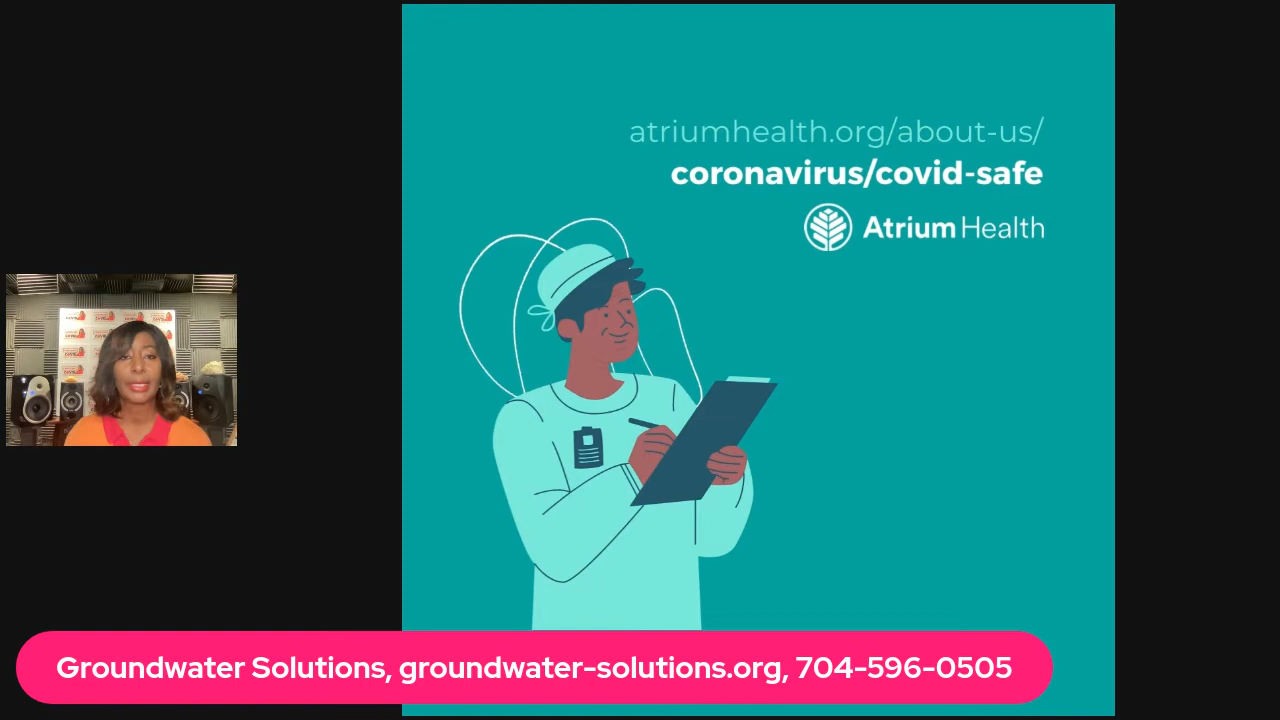 atriumhealth.org/about-us/
coronavirus/covid-safe
Atrium Health
Groundwater Solutions, groundwater-solutions.org, 704-596-0505